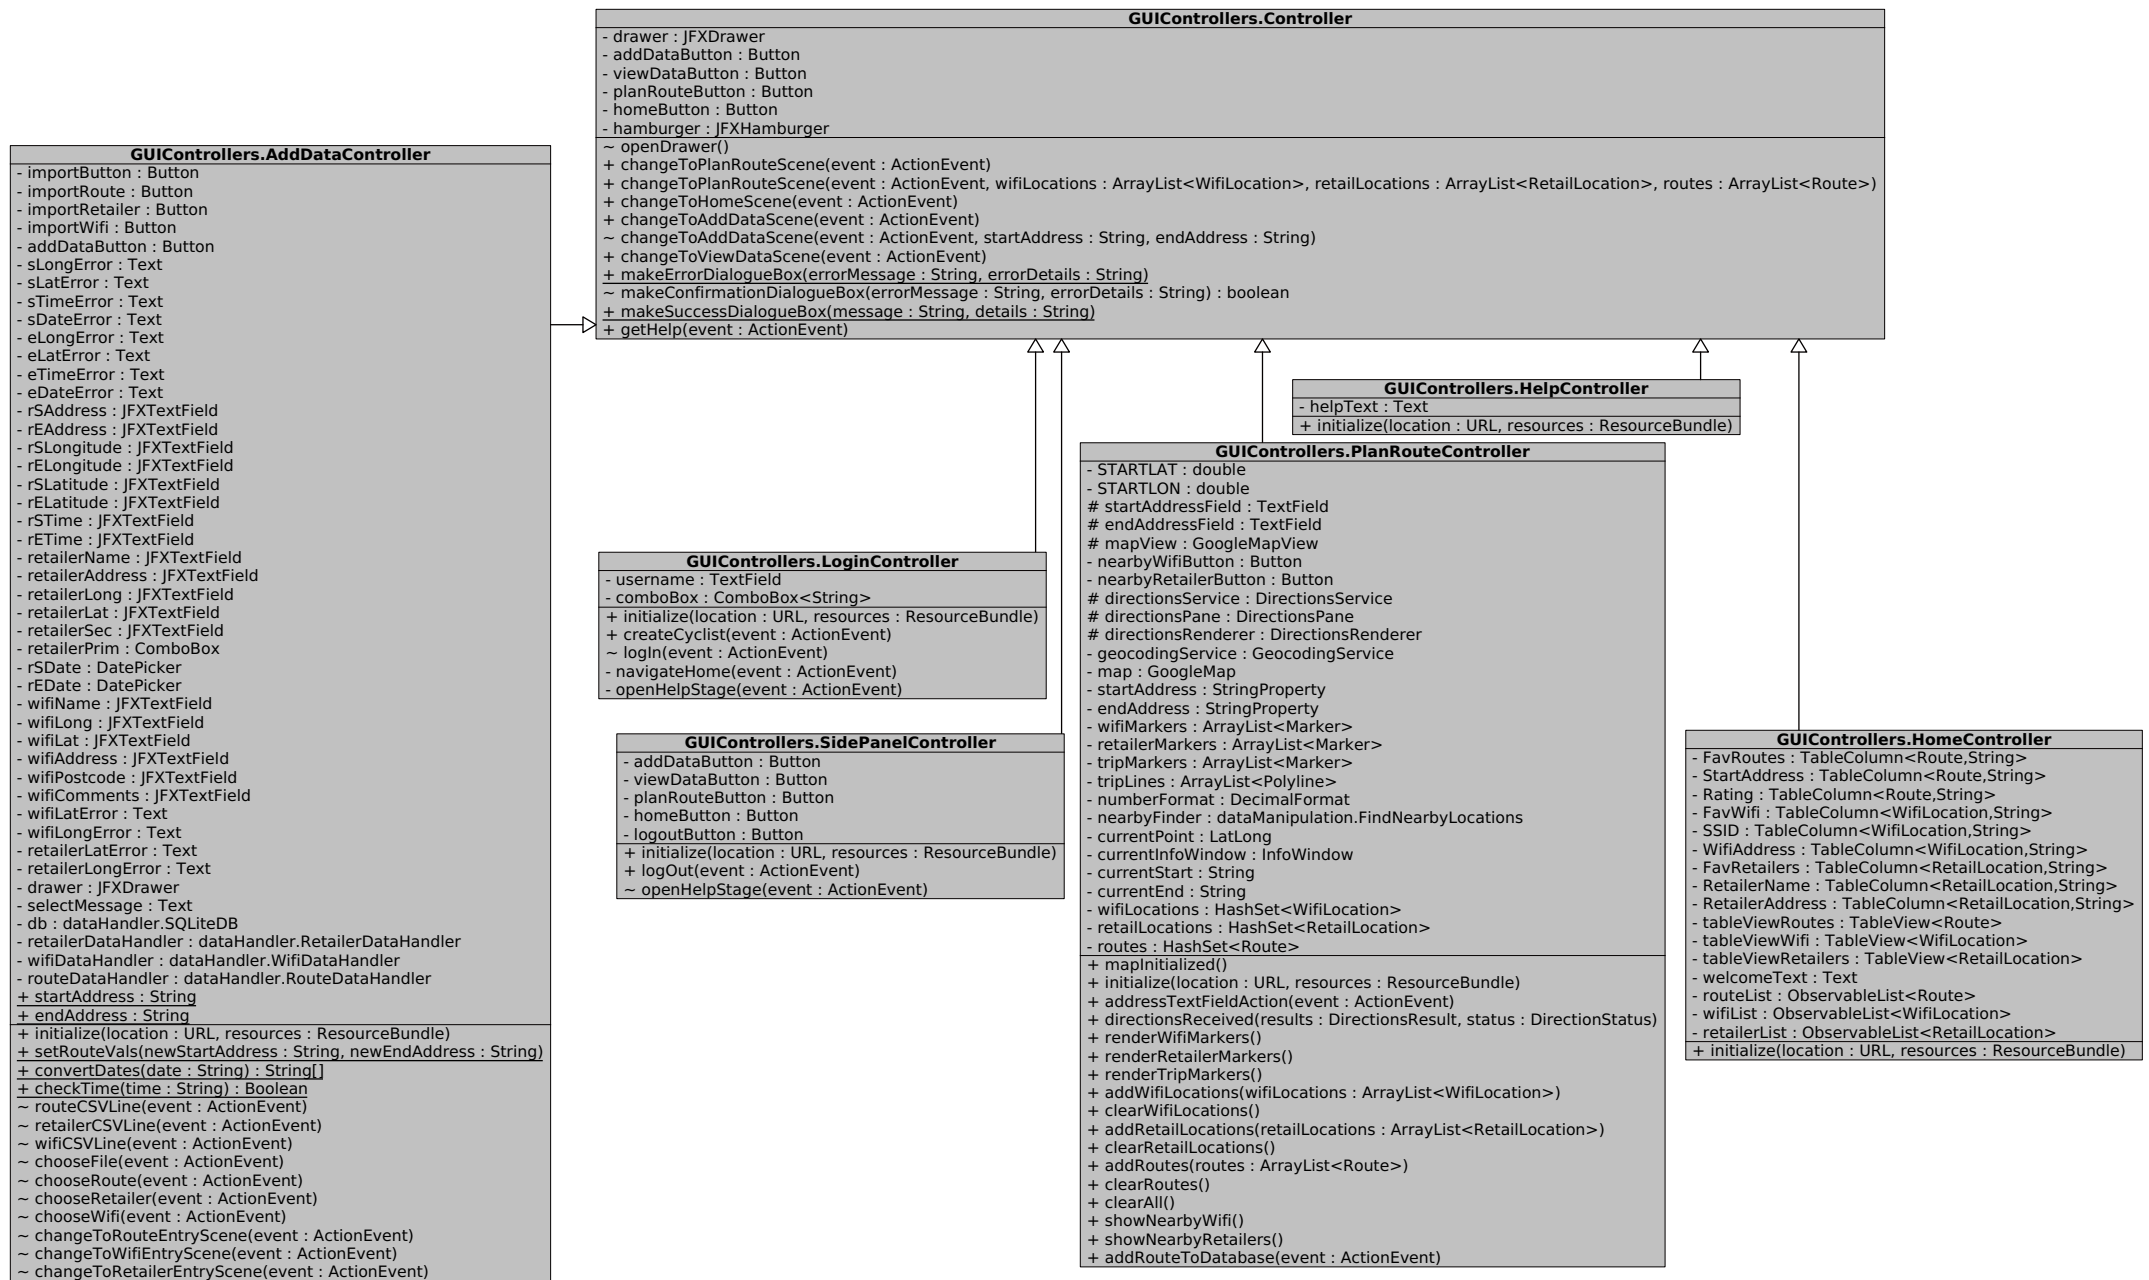 GUIControllers.Controller
- drawer : JFXDrawer
- addDataButton : Button
- viewDataButton : Button
- planRouteButton : Button
- homeButton : Button
- hamburger : JFXHamburger
~ openDrawer()
+ changeToPlanRouteScene(event : ActionEvent)
+ changeToPlanRouteScene(event : ActionEvent, wifiLocations : ArrayList<WifiLocation>, retailLocations : ArrayList<RetailLocation>, routes : ArrayList<Route>)
+ changeToHomeScene(event : ActionEvent)
+ changeToAddDataScene(event : ActionEvent)
~ changeToAddDataScene(event : ActionEvent, startAddress : String, endAddress : String)
+ changeToViewDataScene(event : ActionEvent)
+ makeErrorDialogueBox(errorMessage : String, errorDetails : String)
~ makeConfirmationDialogueBox(errorMessage : String, errorDetails : String) : boolean
+ makeSuccessDialogueBox(message : String, details : String)
+ getHelp(event : ActionEvent)
GUIControllers.AddDataController
- importButton : Button
- importRoute : Button
- importRetailer : Button
- importWifi : Button
- addDataButton : Button
- sLongError : Text
- sLatError : Text
- sTimeError : Text
- sDateError : Text
- eLongError : Text
- eLatError : Text
- eTimeError : Text
- eDateError : Text
- rSAddress : JFXTextField
- rEAddress : JFXTextField
- rSLongitude : JFXTextField
- rELongitude : JFXTextField
- rSLatitude : JFXTextField
- rELatitude : JFXTextField
- rSTime : JFXTextField
- rETime : JFXTextField
- retailerName : JFXTextField
- retailerAddress : JFXTextField
- retailerLong : JFXTextField
- retailerLat : JFXTextField
- retailerSec : JFXTextField
- retailerPrim : ComboBox
- rSDate : DatePicker
- rEDate : DatePicker
- wifiName : JFXTextField
- wifiLong : JFXTextField
- wifiLat : JFXTextField
- wifiAddress : JFXTextField
- wifiPostcode : JFXTextField
- wifiComments : JFXTextField
- wifiLatError : Text
- wifiLongError : Text
- retailerLatError : Text
- retailerLongError : Text
- drawer : JFXDrawer
- selectMessage : Text
- db : dataHandler.SQLiteDB
- retailerDataHandler : dataHandler.RetailerDataHandler
- wifiDataHandler : dataHandler.WifiDataHandler
- routeDataHandler : dataHandler.RouteDataHandler
+ startAddress : String
+ endAddress : String
+ initialize(location : URL, resources : ResourceBundle)
+ setRouteVals(newStartAddress : String, newEndAddress : String)
+ convertDates(date : String) : String[]
+ checkTime(time : String) : Boolean
~ routeCSVLine(event : ActionEvent)
~ retailerCSVLine(event : ActionEvent)
~ wifiCSVLine(event : ActionEvent)
~ chooseFile(event : ActionEvent)
~ chooseRoute(event : ActionEvent)
~ chooseRetailer(event : ActionEvent)
~ chooseWifi(event : ActionEvent)
~ changeToRouteEntryScene(event : ActionEvent)
~ changeToWifiEntryScene(event : ActionEvent)
~ changeToRetailerEntryScene(event : ActionEvent)
GUIControllers.HelpController
- helpText : Text
+ initialize(location : URL, resources : ResourceBundle)
GUIControllers.PlanRouteController
- STARTLAT : double
- STARTLON : double
# startAddressField : TextField
# endAddressField : TextField
# mapView : GoogleMapView
- nearbyWifiButton : Button
- nearbyRetailerButton : Button
# directionsService : DirectionsService
# directionsPane : DirectionsPane
# directionsRenderer : DirectionsRenderer
- geocodingService : GeocodingService
- map : GoogleMap
- startAddress : StringProperty
- endAddress : StringProperty
- wifiMarkers : ArrayList<Marker>
- retailerMarkers : ArrayList<Marker>
- tripMarkers : ArrayList<Marker>
- tripLines : ArrayList<Polyline>
- numberFormat : DecimalFormat
- nearbyFinder : dataManipulation.FindNearbyLocations
- currentPoint : LatLong
- currentInfoWindow : InfoWindow
- currentStart : String
- currentEnd : String
- wifiLocations : HashSet<WifiLocation>
- retailLocations : HashSet<RetailLocation>
- routes : HashSet<Route>
+ mapInitialized()
+ initialize(location : URL, resources : ResourceBundle)
+ addressTextFieldAction(event : ActionEvent)
+ directionsReceived(results : DirectionsResult, status : DirectionStatus)
+ renderWifiMarkers()
+ renderRetailerMarkers()
+ renderTripMarkers()
+ addWifiLocations(wifiLocations : ArrayList<WifiLocation>)
+ clearWifiLocations()
+ addRetailLocations(retailLocations : ArrayList<RetailLocation>)
+ clearRetailLocations()
+ addRoutes(routes : ArrayList<Route>)
+ clearRoutes()
+ clearAll()
+ showNearbyWifi()
+ showNearbyRetailers()
+ addRouteToDatabase(event : ActionEvent)
GUIControllers.LoginController
- username : TextField
- comboBox : ComboBox<String>
+ initialize(location : URL, resources : ResourceBundle)
+ createCyclist(event : ActionEvent)
~ logIn(event : ActionEvent)
- navigateHome(event : ActionEvent)
- openHelpStage(event : ActionEvent)
GUIControllers.SidePanelController
- addDataButton : Button
- viewDataButton : Button
- planRouteButton : Button
- homeButton : Button
- logoutButton : Button
+ initialize(location : URL, resources : ResourceBundle)
+ logOut(event : ActionEvent)
~ openHelpStage(event : ActionEvent)
GUIControllers.HomeController
- FavRoutes : TableColumn<Route,String>
- StartAddress : TableColumn<Route,String>
- Rating : TableColumn<Route,String>
- FavWifi : TableColumn<WifiLocation,String>
- SSID : TableColumn<WifiLocation,String>
- WifiAddress : TableColumn<WifiLocation,String>
- FavRetailers : TableColumn<RetailLocation,String>
- RetailerName : TableColumn<RetailLocation,String>
- RetailerAddress : TableColumn<RetailLocation,String>
- tableViewRoutes : TableView<Route>
- tableViewWifi : TableView<WifiLocation>
- tableViewRetailers : TableView<RetailLocation>
- welcomeText : Text
- routeList : ObservableList<Route>
- wifiList : ObservableList<WifiLocation>
- retailerList : ObservableList<RetailLocation>
+ initialize(location : URL, resources : ResourceBundle)